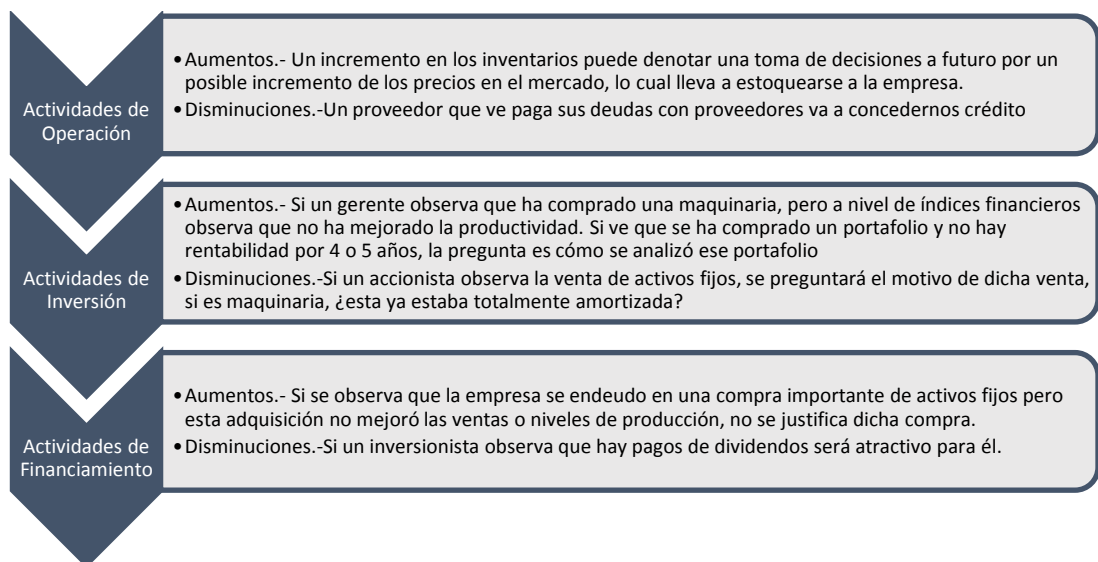 Actividades de
Operación
•Aumentos.- Un incremento en los inventarios puede denotar una toma de decisiones a futuro por un
posible incremento de los precios en el mercado, lo cual lleva a estoquearse a la empresa.
•Disminuciones.-Un proveedor que ve paga sus deudas con proveedores va a concedernos crédito
Actividades de
Inversión
•Aumentos.- Si un gerente observa que ha comprado una maquinaria, pero a nivel de índices financieros
observa que no ha mejorado la productividad. Si ve que se ha comprado un portafolio y no hay
rentabilidad por 4 o 5 años, la pregunta es cómo se analizó ese portafolio
•Disminuciones.-Si un accionista observa la venta de activos fijos, se preguntará el motivo de dicha venta,
si es maquinaria, ¿esta ya estaba totalmente amortizada?
Actividades de
Financiamiento
•Aumentos.- Si se observa que la empresa se endeudo en una compra importante de activos fijos pero
esta adquisición no mejoró las ventas o niveles de producción, no se justifica dicha compra.
•Disminuciones.-Si un inversionista observa que hay pagos de dividendos será atractivo para él.